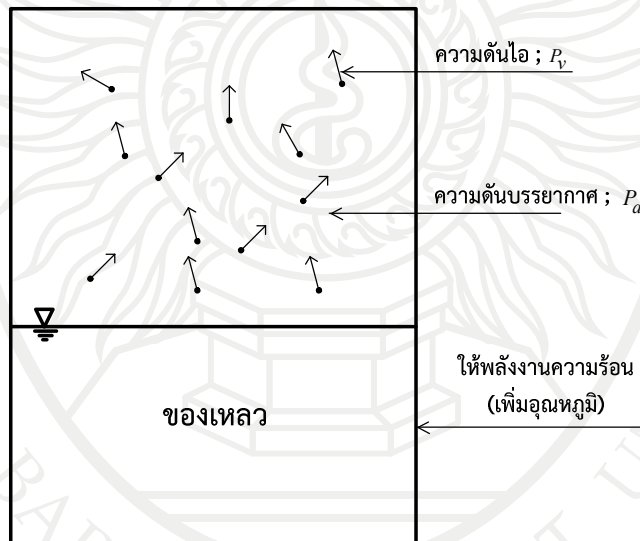 ความดันไอ ; Pᵥ
ความดันบรรยากาศ ; Pₐ
ให้พลังงานความร้อน
(เพิ่มอุณหภูมิ)
ของเหลว